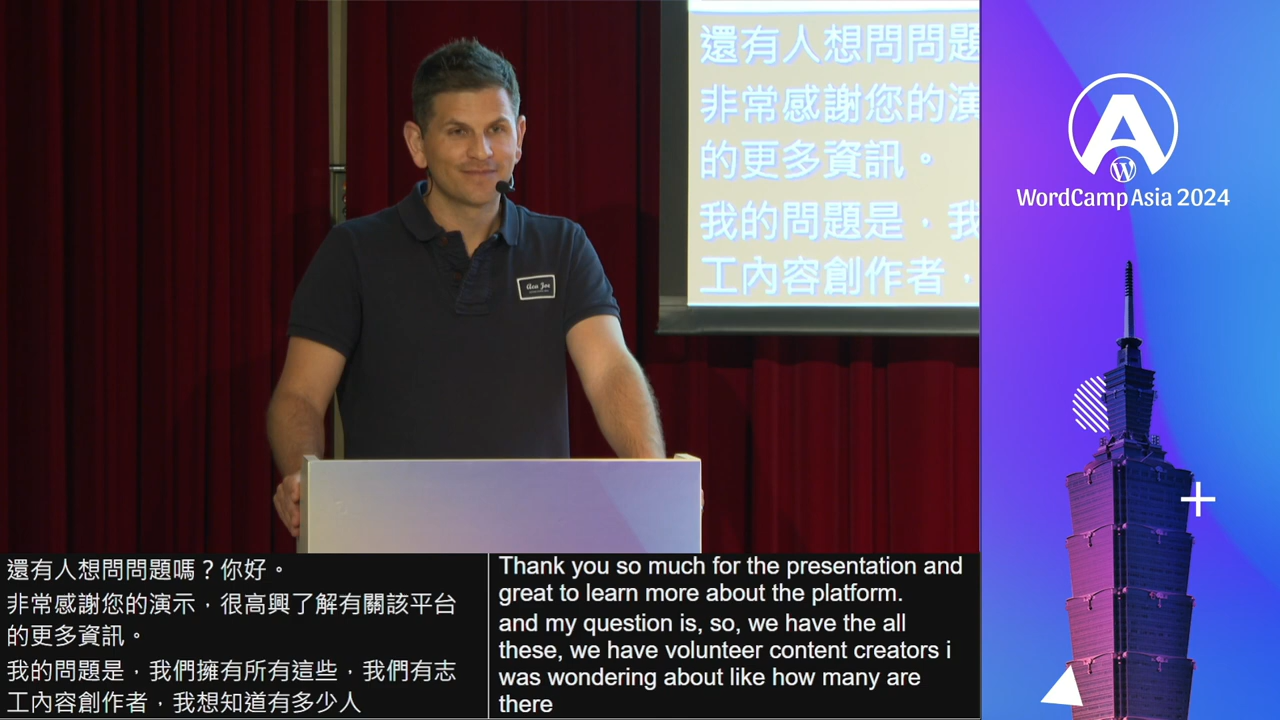 還有人想問問題
非常感謝您的演
的更多資訊。
我的問題是，我
工內容創作者，
Aca Joe
W
WordCamp Asia 2024
還有人想問問題嗎？你好。
非常感謝您的演示，很高興了解有關該平台
的更多資訊。
我的問題是，我們擁有所有這些，我們有志
工內容創作者，我想知道有多少人
Thank you so much for the presentation and
great to learn more about the platform.
and my question is, so, we have the all
these, we have volunteer content creators i
was wondering about like how many are
there